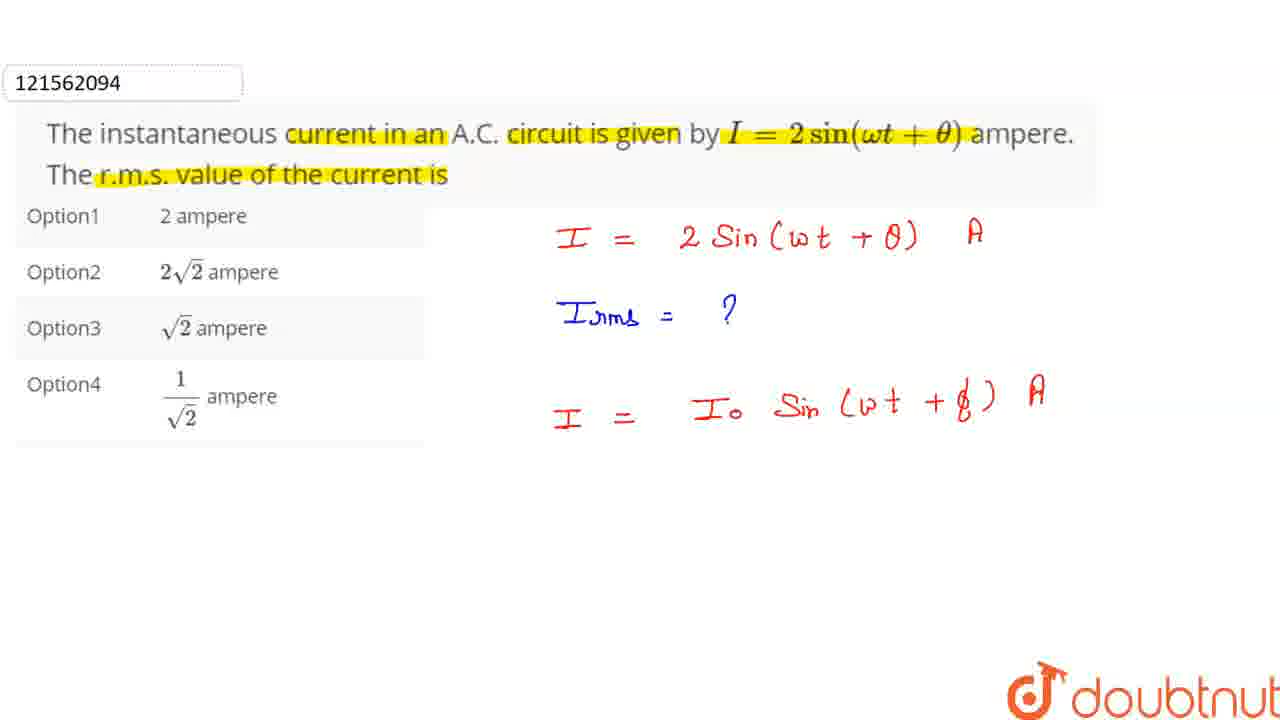 121562094
The instantaneous current in an A.C. circuit is given by I = 2 sin(ωt + θ) ampere.
The r.m.s. value of the current is
Option1 2 ampere
Option2 2√2 ampere
Option3 √2 ampere
Option4 1/√2 ampere
I = 2 Sin (ωt + θ) A
Irms = ?
I = I₀ Sin (ωt + ) A
doubtnut